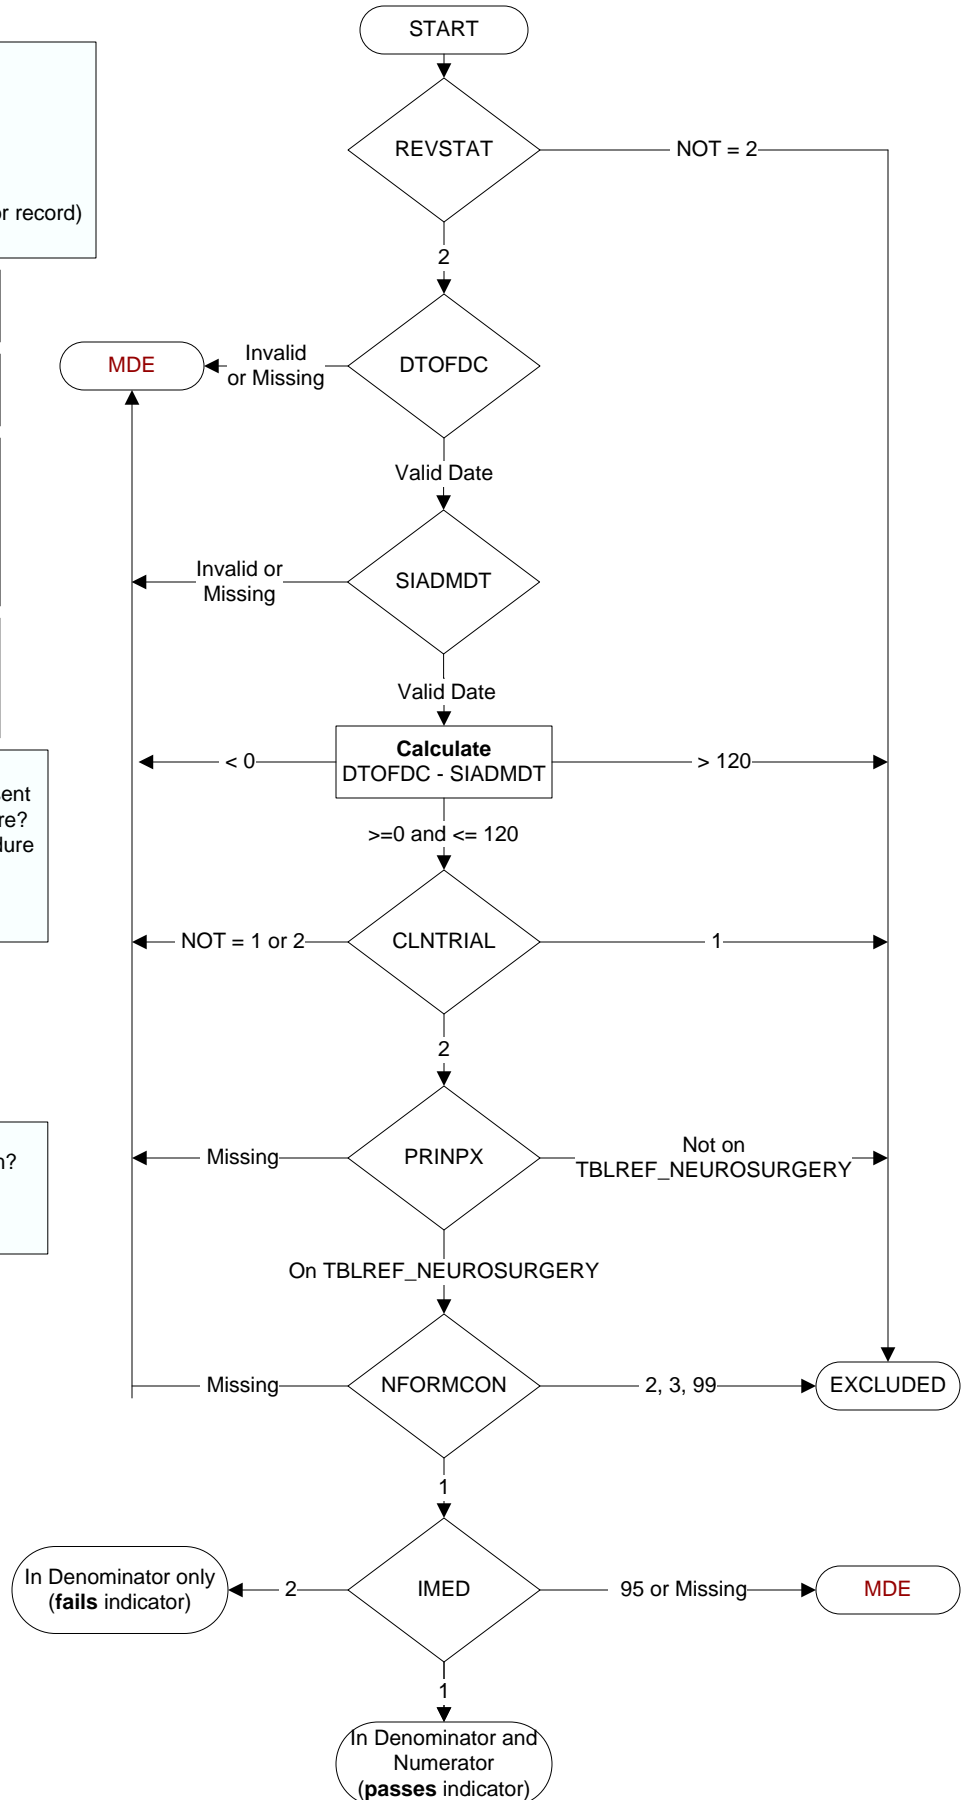 START
REVSTAT
NOT = 2
r record)
2
MDE
Invalid
or Missing
DTOFDC
Valid Date
Invalid or
Missing
SIADMDT
Valid Date
< 0
Calculate
DTOFDC - SIADMDT
> 120
sent
re?
dure
>=0 and <= 120
NOT = 1 or 2
CLNTRIAL
1
2
n?
Missing
PRINPX
Not on
TBLREF_NEUROSURGERY
On TBLREF_NEUROSURGERY
Missing
NFORMCON
2, 3, 99
EXCLUDED
1
In Denominator only
(fails indicator)
2
IMED
95 or Missing
MDE
1
In Denominator and
Numerator
(passes indicator)